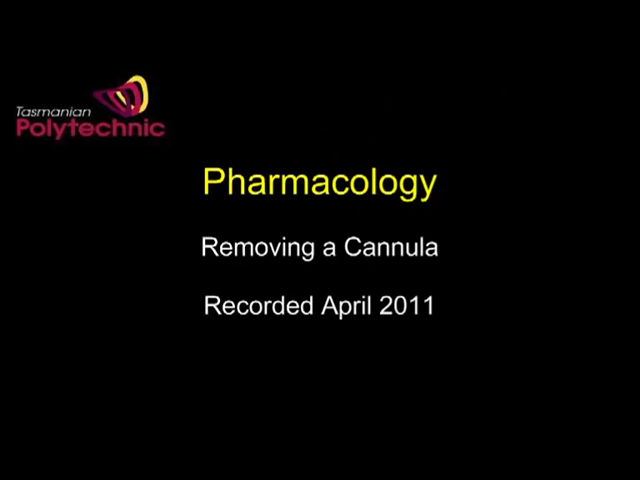 Tasmanian
Polytechnic
Pharmacology
Removing a Cannula
Recorded April 2011